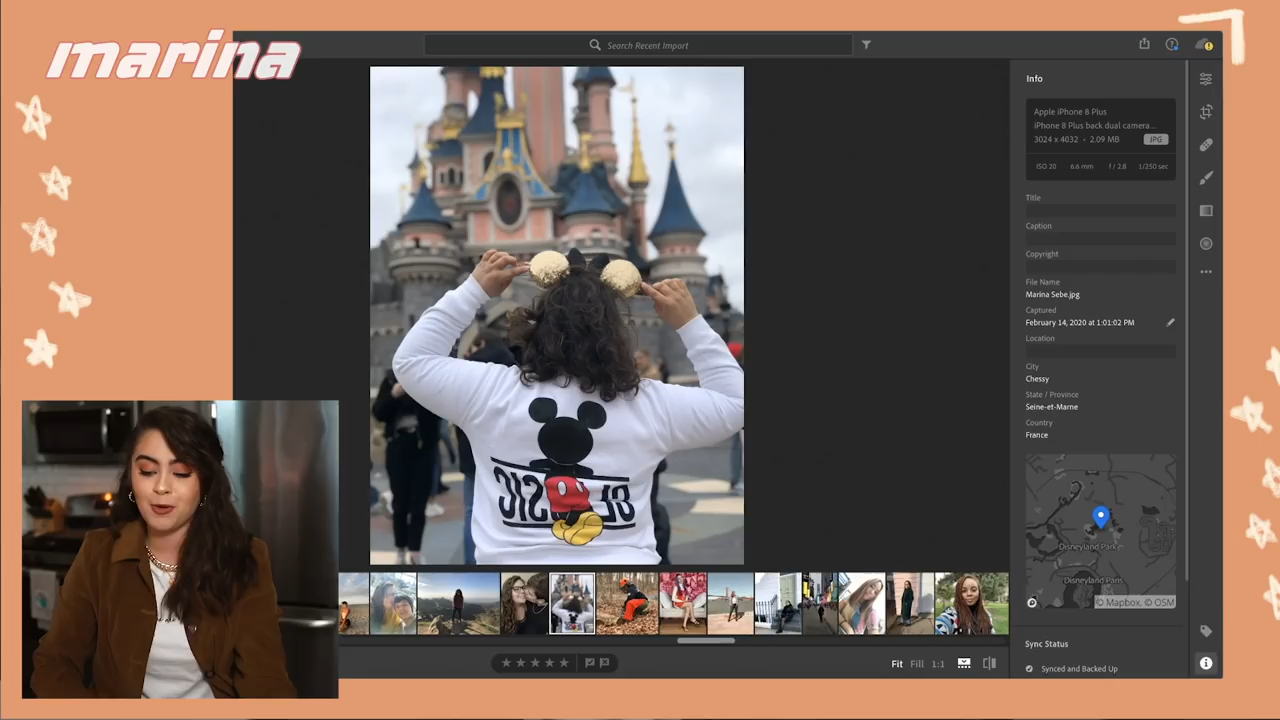 marina
Search Recent Import
Info
Apple iPhone 8 Plus
iPhone 8 Plus back dual camera...
3024 x 4032 • 2.09 MB JPG
ISO 20 6.6 mm f / 2.8 1/250 sec
Title
Caption
Copyright
File Name
Marina Sebe.jpg
Captured
February 14, 2020 at 1:01:02 PM
Location
City
Chessy
State / Province
Seine-et-Marne
Country
France
Disneyland Park
Disneyland Paris
© Mapbox, © OSM
Sync Status
Synced and Backed Up
Fit Fill 1:1